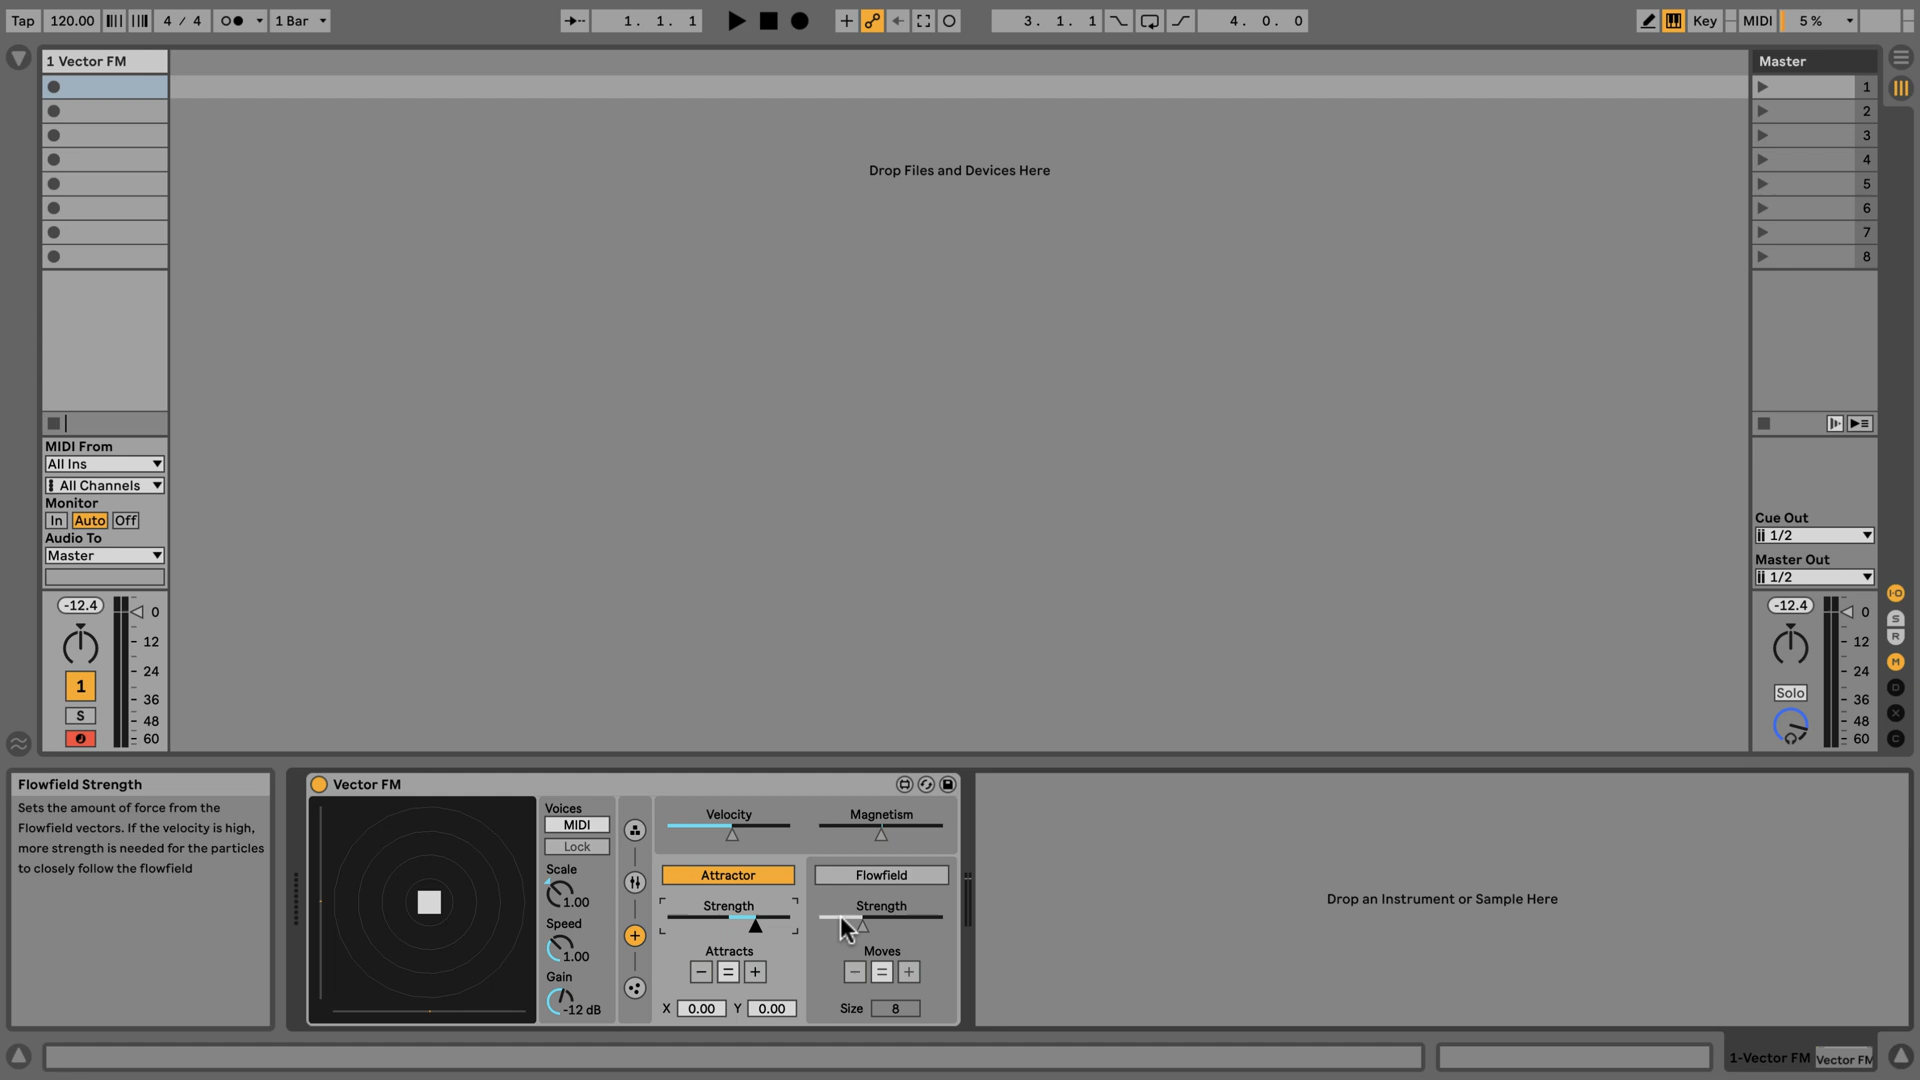 Tap 120.00 4 / 4 1 Bar 1. 1. 1 3. 1. 1 4. 0. 0 Key MIDI 5 %
1 Vector FM
Master
1
2
3
4
5
6
7
8
Drop Files and Devices Here
MIDI From
All Ins
All Channels
Monitor
In Auto Off
Audio To
Master
-12.4
0
12
24
36
48
60
1
S
Cue Out
1/2
Master Out
1/2
-12.4
0
12
24
36
48
60
Solo
I·O
S
R
M
D
X
C
Flowfield Strength
Sets the amount of force from the
Flowfield vectors. If the velocity is high,
more strength is needed for the particles
to closely follow the flowfield
Vector FM
Voices
MIDI
Lock
Scale
1.00
Speed
1.00
Gain
-12 dB
Velocity
Magnetism
Attractor
Strength
Attracts
− = +
X 0.00 Y 0.00
Flowfield
Strength
Moves
− = +
Size 8
Drop an Instrument or Sample Here
1-Vector FM Vector FM